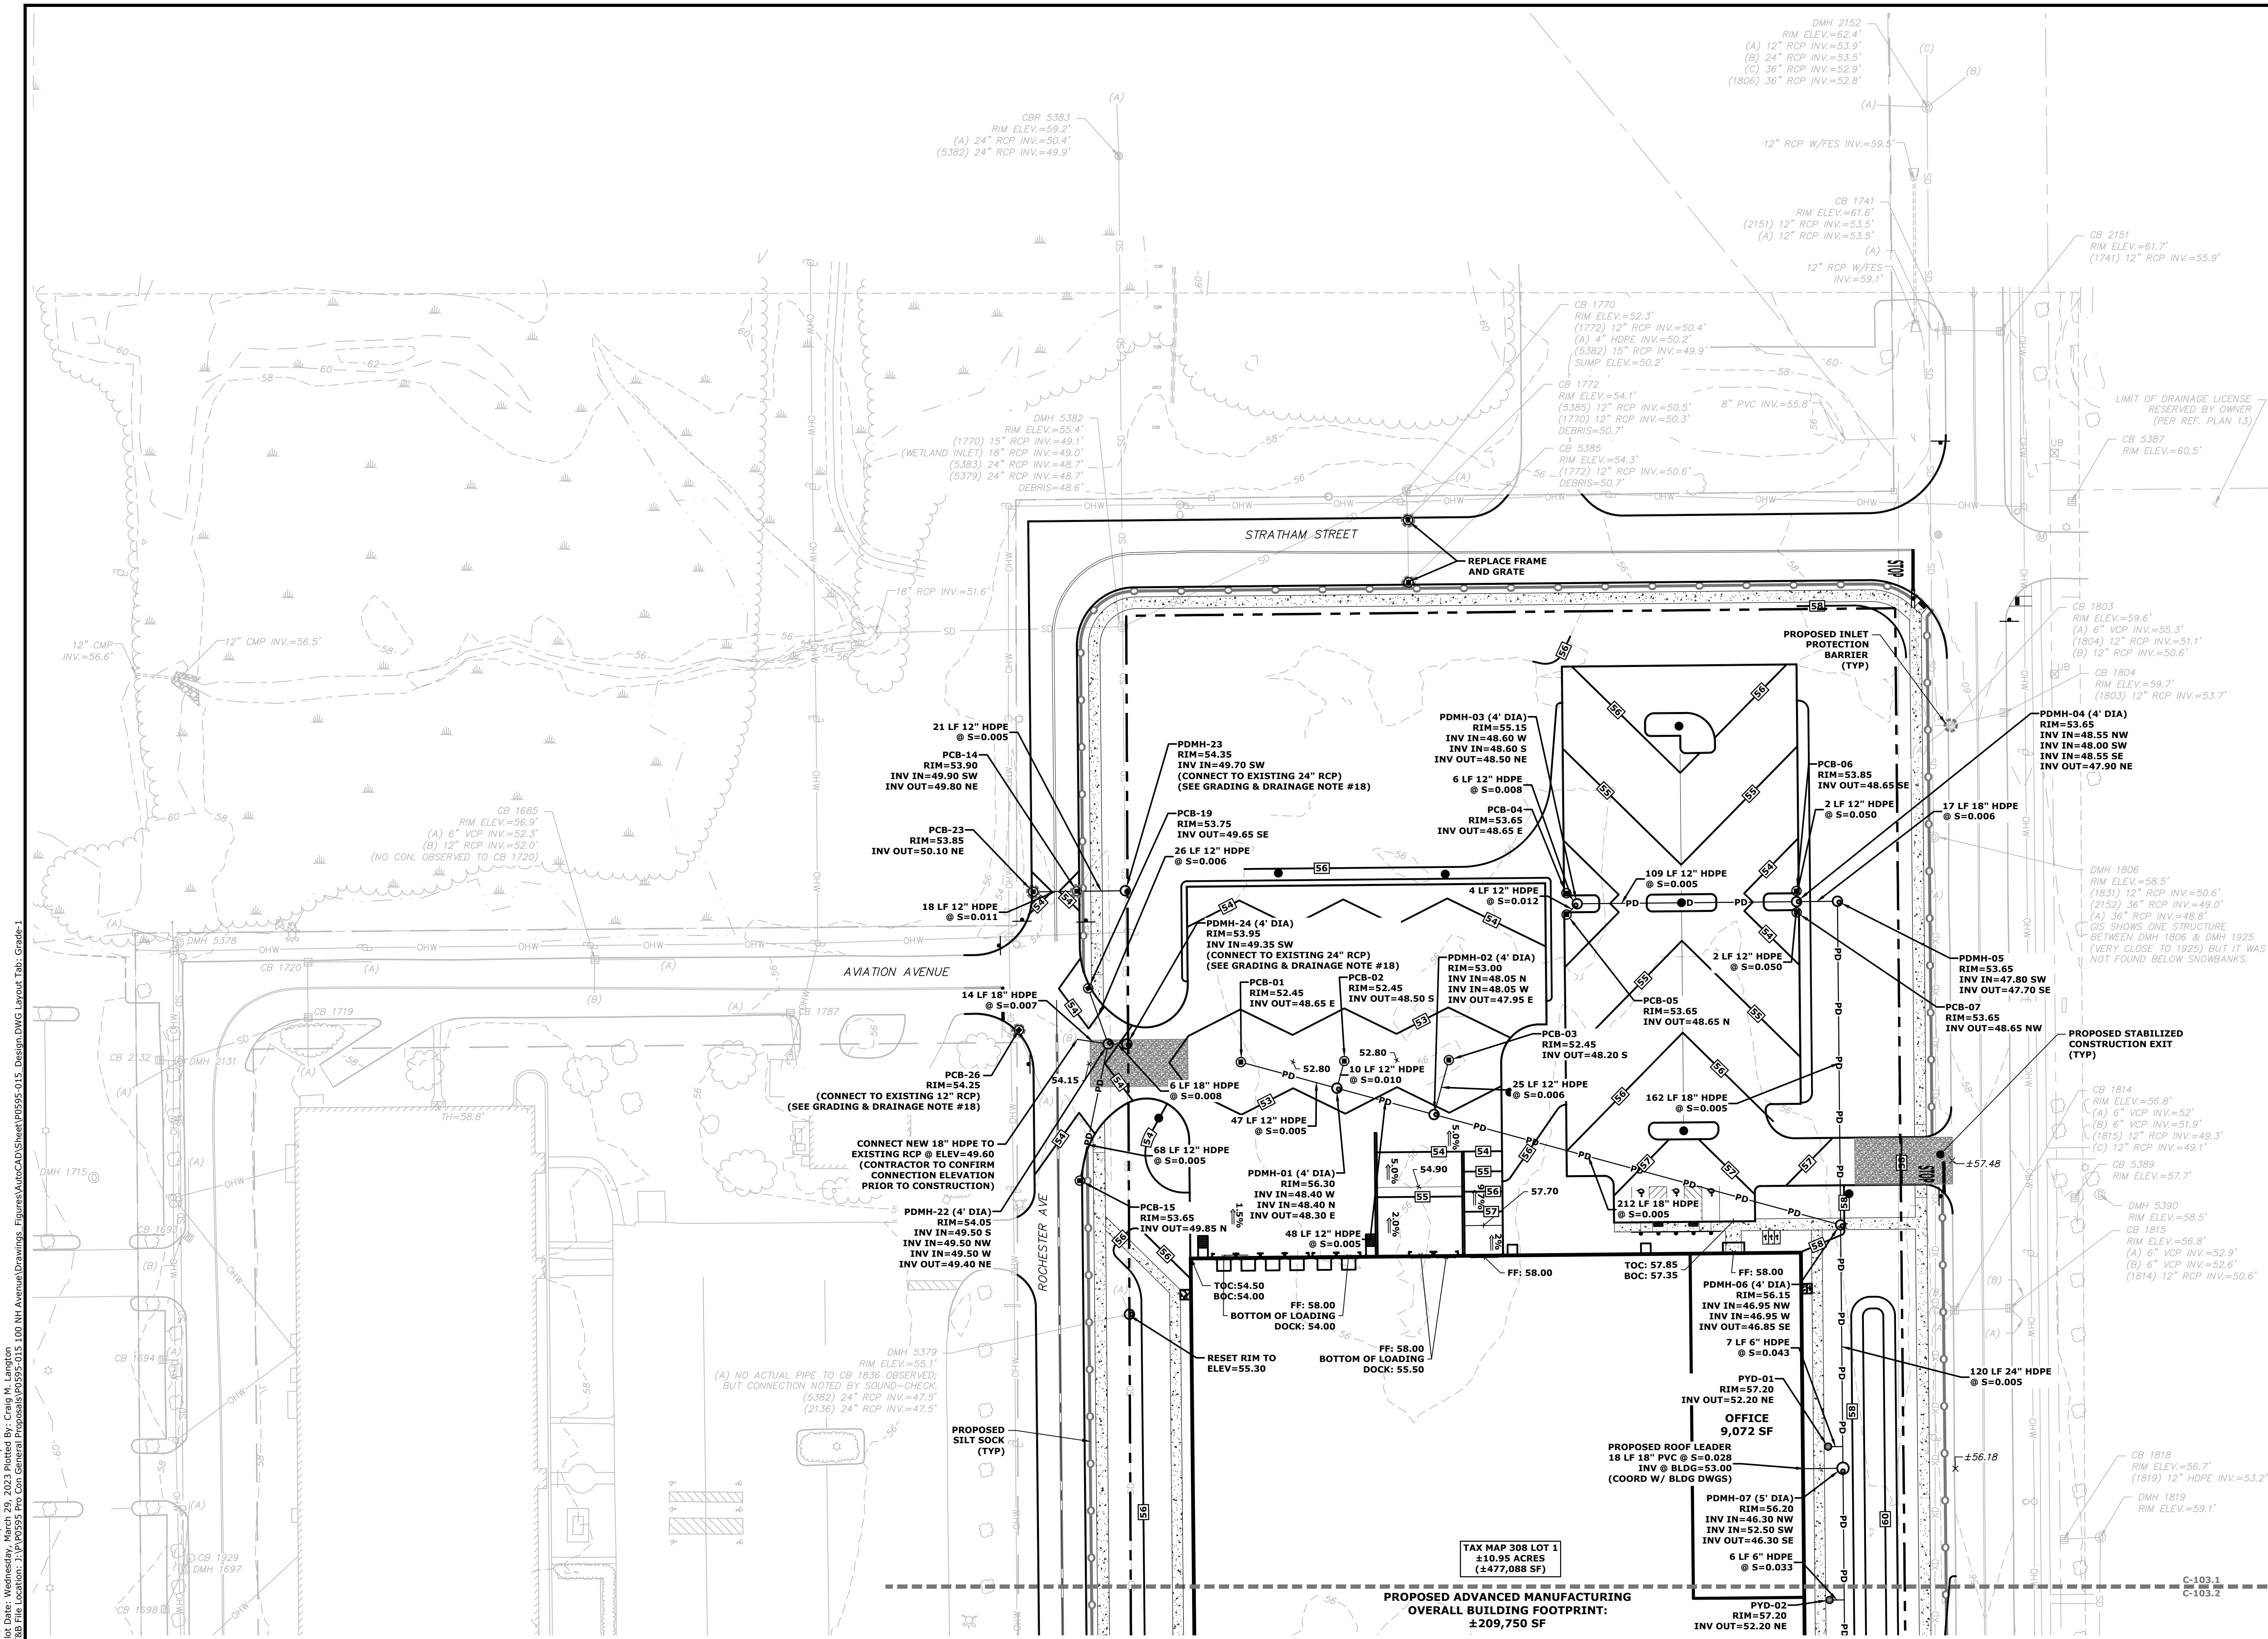 DMH 2152
RIM ELEV.=62.4'
(A) 12" RCP INV.=53.9'
(B) 24" RCP INV.=53.5'
(C) 36" RCP INV.=52.9'
(1806) 36" RCP INV.=52.8'
(C)
(B)
(A)
(A)
CBR 5383
RIM ELEV.=59.2'
(A) 24" RCP INV.=50.4'
(5382) 24" RCP INV.=49.9'
12" RCP W/FES INV.=59.5'
CB 1741
RIM ELEV.=61.6'
(2151) 12" RCP INV.=53.5'
(A) 12" RCP INV.=53.5'
(A)
12" RCP W/FES
INV.=59.1'
CB 2151
RIM ELEV.=61.7'
(1741) 12" RCP INV.=55.9'
CB 1770
RIM ELEV.=52.3'
(1772) 12" RCP INV.=50.4'
(A) 4" HDPE INV.=50.2'
(5382) 15" RCP INV.=49.9'
SUMP ELEV.=50.2'
CB 1772
RIM ELEV.=54.1'
(5385) 12" RCP INV.=50.5'
(1770) 12" RCP INV.=50.3'
DEBRIS=50.7'
8" PVC INV.=55.8'
CB 5385
RIM ELEV.=54.3'
(1772) 12" RCP INV.=50.6'
DEBRIS=50.7'
DMH 5382
RIM ELEV.=55.4'
(1770) 15" RCP INV.=49.1'
(WETLAND INLET) 18" RCP INV.=49.0'
(5383) 24" RCP INV.=48.7'
(5379) 24" RCP INV.=48.7'
DEBRIS=48.6'
LIMIT OF DRAINAGE LICENSE
RESERVED BY OWNER
(PER REF. PLAN 13)
CB 5387
RIM ELEV.=60.5'
STRATHAM STREET
REPLACE FRAME
AND GRATE
STOP
18" RCP INV.=51.6'
12" CMP
INV.=56.6'
12" CMP INV.=56.5'
PROPOSED INLET
PROTECTION
BARRIER
(TYP)
CB 1803
RIM ELEV.=59.6'
(A) 6" VCP INV.=55.3'
(1804) 12" RCP INV.=51.1'
(B) 12" RCP INV.=50.6'
CB 1804
RIM ELEV.=59.7'
(1803) 12" RCP INV.=53.7'
21 LF 12" HDPE
@ S=0.005
PCB-14
RIM=53.90
INV IN=49.90 SW
INV OUT=49.80 NE
PCB-23
RIM=53.85
INV OUT=50.10 NE
18 LF 12" HDPE
@ S=0.011
PDMH-23
RIM=54.35
INV IN=49.70 SW
(CONNECT TO EXISTING 24" RCP)
(SEE GRADING & DRAINAGE NOTE #18)
PCB-19
RIM=53.75
INV OUT=49.65 SE
26 LF 12" HDPE
@ S=0.006
PDMH-03 (4' DIA)
RIM=55.15
INV IN=48.60 W
INV IN=48.60 S
INV OUT=48.50 NE
6 LF 12" HDPE
@ S=0.008
PCB-04
RIM=53.65
INV OUT=48.65 E
4 LF 12" HDPE
@ S=0.012
109 LF 12" HDPE
@ S=0.005
PDMH-04 (4' DIA)
RIM=53.65
INV IN=48.55 NW
INV IN=48.00 SW
INV IN=48.55 SE
INV OUT=47.90 NE
PCB-06
RIM=53.85
INV OUT=48.65 SE
2 LF 12" HDPE
@ S=0.050
17 LF 18" HDPE
@ S=0.006
2 LF 12" HDPE
@ S=0.050
DMH 1806
RIM ELEV.=58.5'
(1831) 12" RCP INV.=50.6'
(2152) 36" RCP INV.=49.0'
(A) 36" RCP INV.=48.8'
GIS SHOWS ONE STRUCTURE
BETWEEN DMH 1806 & DMH 1925
(VERY CLOSE TO 1925) BUT IT WAS
NOT FOUND BELOW SNOWBANKS.
CB 1685
RIM ELEV.=56.9'
(A) 6" VCP INV.=52.3'
(B) 12" RCP INV.=52.0'
(NO CON. OBSERVED TO CB 1720)
DMH 5378
CB 1720
AVIATION AVENUE
PDMH-24 (4' DIA)
RIM=53.95
INV IN=49.35 SW
(CONNECT TO EXISTING 24" RCP)
(SEE GRADING & DRAINAGE NOTE #18)
PCB-01
RIM=52.45
INV OUT=48.65 E
PCB-02
RIM=52.45
INV OUT=48.50 S
PDMH-02 (4' DIA)
RIM=53.00
INV IN=48.05 N
INV IN=48.05 W
INV OUT=47.95 E
PCB-03
RIM=52.45
INV OUT=48.20 S
PCB-05
RIM=53.65
INV OUT=48.65 N
PDMH-05
RIM=53.65
INV IN=47.80 SW
INV OUT=47.70 SE
PCB-07
RIM=53.65
INV OUT=48.65 NW
PROPOSED STABILIZED
CONSTRUCTION EXIT
(TYP)
14 LF 18" HDPE
@ S=0.007
CB 1719
CB 1787
CB 2132
DMH 2131
TH=58.8'
DMH 1715
PCB-26
RIM=54.25
(CONNECT TO EXISTING 12" RCP)
(SEE GRADING & DRAINAGE NOTE #18)
54.15
6 LF 18" HDPE
@ S=0.008
52.80
52.80
10 LF 12" HDPE
@ S=0.010
25 LF 12" HDPE
@ S=0.006
47 LF 12" HDPE
@ S=0.005
162 LF 18" HDPE
@ S=0.005
CONNECT NEW 18" HDPE TO
EXISTING RCP @ ELEV=49.60
(CONTRACTOR TO CONFIRM
CONNECTION ELEVATION
PRIOR TO CONSTRUCTION)
68 LF 12" HDPE
@ S=0.005
PDMH-01 (4' DIA)
RIM=56.30
INV IN=48.40 W
INV IN=48.40 N
INV OUT=48.30 E
5.0%
5.0%
54.90
57.70
2.0%
1.5%
2%
±57.48
STOP
CB 1814
RIM ELEV.=56.8'
(A) 6" VCP INV.=52'
(B) 6" VCP INV.=51.9'
(1815) 12" RCP INV.=49.3'
(C) 12" RCP INV.=49.1'
CB 5389
RIM ELEV.=57.7'
DMH 5390
RIM ELEV.=58.5'
CB 1815
RIM ELEV.=56.8'
(A) 6" VCP INV.=52.9'
(B) 6" VCP INV.=52.6'
(1814) 12" RCP INV.=50.6'
PDMH-22 (4' DIA)
RIM=54.05
INV IN=49.50 S
INV IN=49.50 NW
INV IN=49.50 W
INV OUT=49.40 NE
ROCHESTER AVE
PCB-15
RIM=53.65
INV OUT=49.85 N
48 LF 12" HDPE
@ S=0.005
212 LF 18" HDPE
@ S=0.005
CB 1693
TOC:54.50
BOC:54.00
FF: 58.00
BOTTOM OF LOADING
DOCK: 54.00
FF: 58.00
TOC: 57.85
BOC: 57.35
FF: 58.00
PDMH-06 (4' DIA)
RIM=56.15
INV IN=46.95 NW
INV IN=46.95 W
INV OUT=46.85 SE
7 LF 6" HDPE
@ S=0.043
RESET RIM TO
ELEV=55.30
FF: 58.00
BOTTOM OF LOADING
DOCK: 55.50
CB 1694
DMH 5379
RIM ELEV.=55.1'
(A) NO ACTUAL PIPE TO CB 1836 OBSERVED;
BUT CONNECTION NOTED BY SOUND-CHECK.
(5382) 24" RCP INV.=47.5'
(2136) 24" RCP INV.=47.5'
PYD-01
RIM=57.20
INV OUT=52.20 NE
120 LF 24" HDPE
@ S=0.005
OFFICE
9,072 SF
PROPOSED
SILT SOCK
(TYP)
PROPOSED ROOF LEADER
18 LF 18" PVC @ S=0.028
INV @ BLDG=53.00
(COORD W/ BLDG DWGS)
±56.18
CB 1818
RIM ELEV.=56.7'
(1819) 12" HDPE INV.=53.2'
DMH 1819
RIM ELEV.=59.1'
PDMH-07 (5' DIA)
RIM=56.20
INV IN=46.30 NW
INV IN=52.50 SW
INV OUT=46.30 SE
6 LF 6" HDPE
@ S=0.033
CB 1929
DMH 1697
CB 1698
TAX MAP 308 LOT 1
±10.95 ACRES
(±477,088 SF)
C-103.1
C-103.2
PROPOSED ADVANCED MANUFACTURING
OVERALL BUILDING FOOTPRINT:
±209,750 SF
PYD-02
RIM=57.20
INV OUT=52.20 NE
lot Date: Wednesday, March 29, 2023 Plotted By: Craig M. Langton
&B File Location: J:\P\P0595 Pro Con General Proposals\P0595-015 100 NH Avenue\Drawings_Figures\AutoCAD\Sheet\P0595-015_Design.DWG Layout Tab: Grade-1